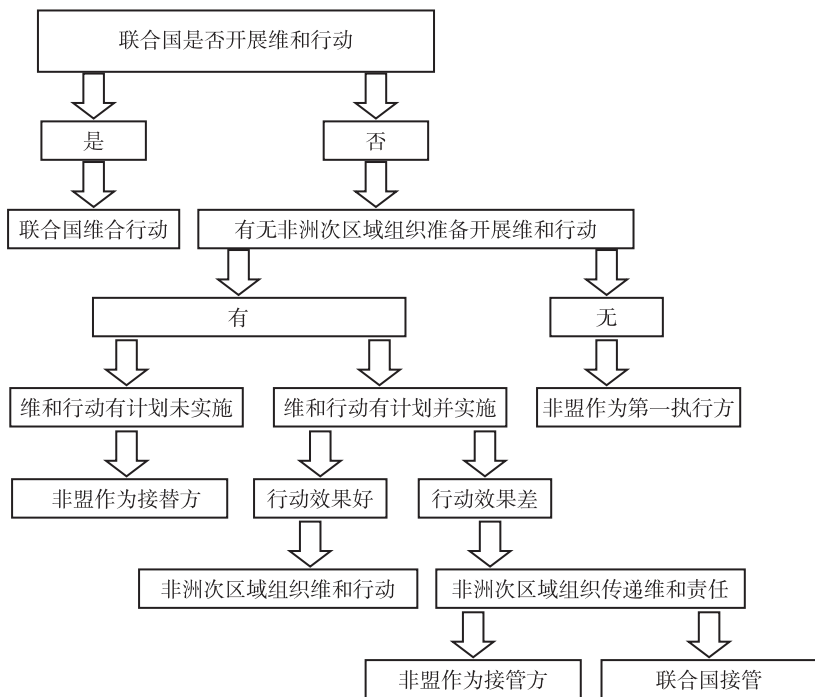 联合国是否开展维和行动
是
否
联合国维合行动
有无非洲次区域组织准备开展维和行动
有
无
维和行动有计划未实施
维和行动有计划并实施
非盟作为第一执行方
非盟作为接替方
行动效果好
行动效果差
非洲次区域组织维和行动
非洲次区域组织传递维和责任
非盟作为接管方
联合国接管